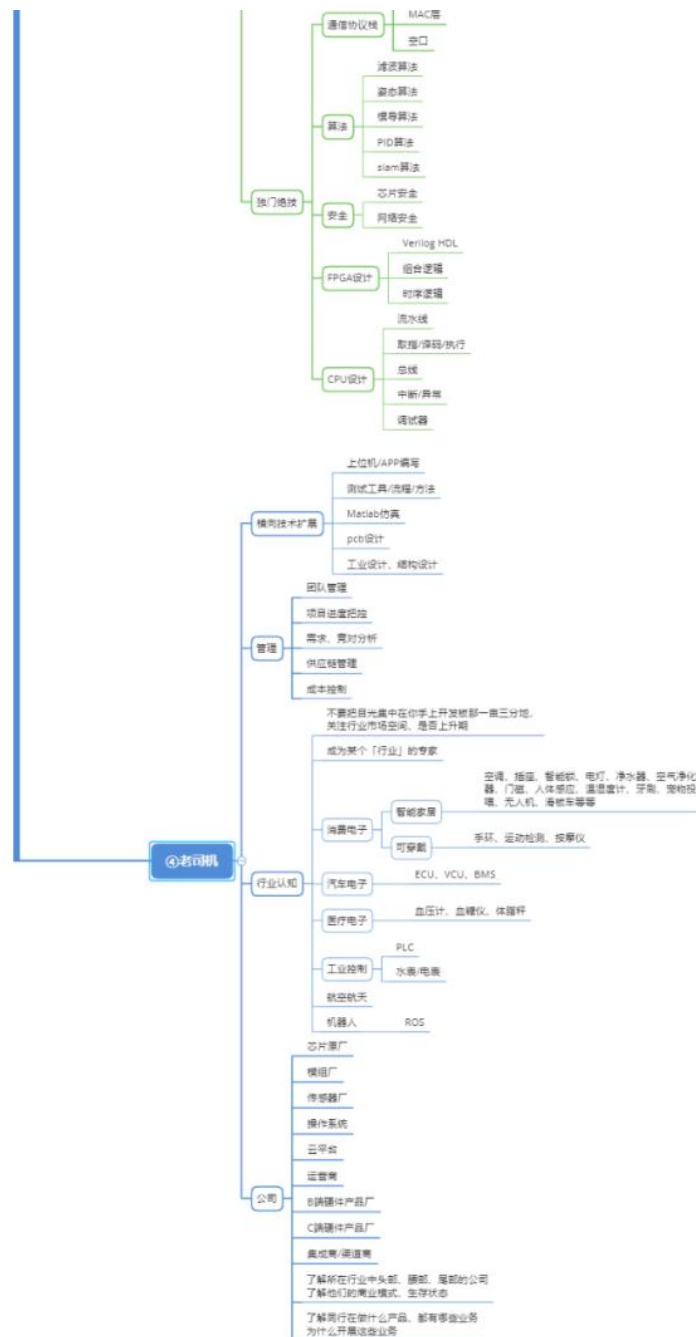 通信协议栈
MAC层
空口
算法
滤波算法
姿态算法
模导算法
PID算法
slam算法
独门绝技
安全
芯片安全
网络安全
FPGA设计
Verilog HDL
组合逻辑
时序逻辑
CPU设计
流水线
取指/译码/执行
总线
中断/异常
调试器
④老司机
横向技术扩展
上位机/APP编写
测试工具/流程/方法
Matlab仿真
pcb设计
工业设计、结构设计
管理
团队管理
项目进度把控
需求、竞对分析
供应链管理
成本控制
行业认知
不要把目光集中在你手上开发板那一亩三分地、
关注行业市场空间、是否上升期
成为某个「行业」的专家
消费电子
智能家居
空调、插座、智能锁、电灯、净水器、空气净化
器、门磁、人体感应、温湿度计、牙刷、宠物投
喂、无人机、滑板车等等
可穿戴
手环、运动检测、按摩仪
汽车电子
ECU、VCU、BMS
医疗电子
血压计、血糖仪、体脂秤
工业控制
PLC
水表/电表
航空航天
机器人
ROS
公司
芯片原厂
模组厂
传感器厂
操作系统
云平台
运营商
B端硬件产品厂
C端硬件产品厂
集成商/渠道商
了解所在行业中头部、腰部、尾部的公司
了解他们的商业模式、生存状态
了解同行在做什么产品、都有哪些业务
为什么开展这些业务